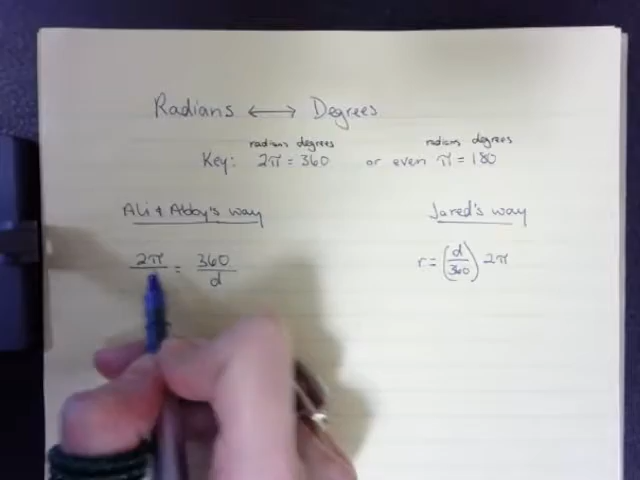 Radians ↔ Degrees
radians degrees radians degrees
Key: 2π = 360 or even π = 180
Ali & Abby's way Jared's way
2π/ = 360/d r = (d/360) 2π